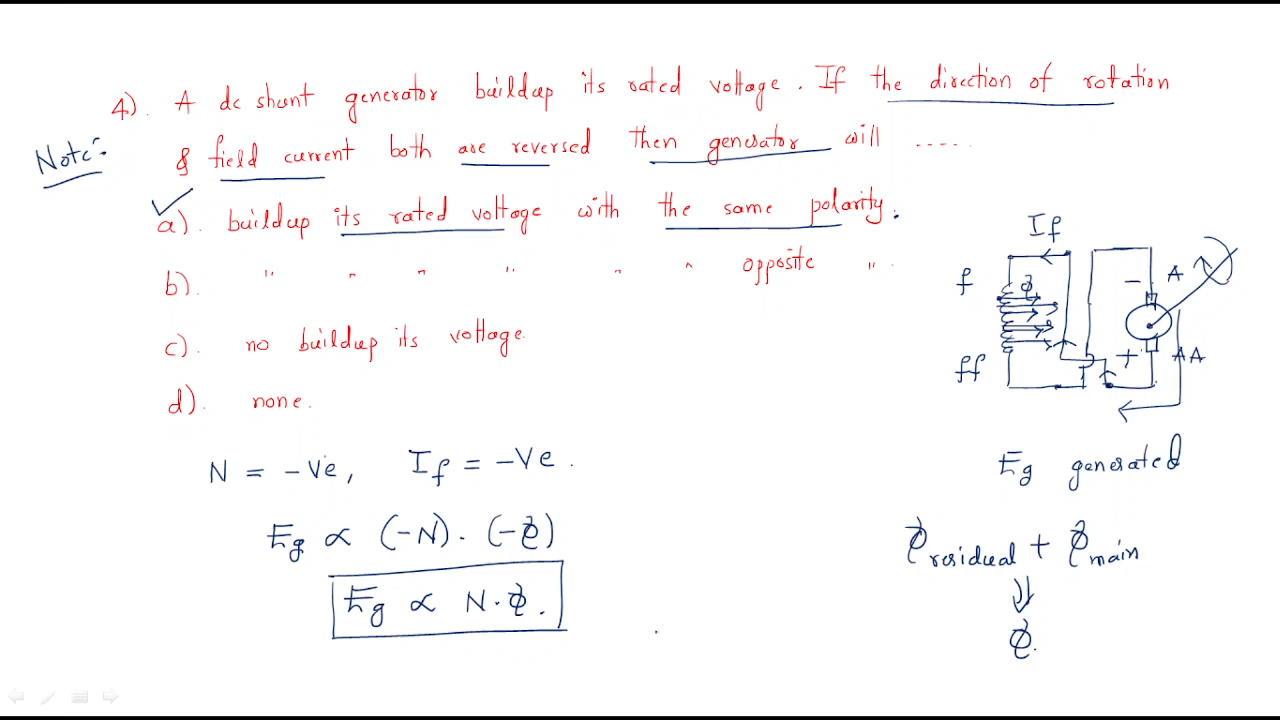 4). A dc shunt generator buildup its rated voltage. If the direction of rotation
Note:-
& field current both are reversed then generator will .....
a). buildup its rated voltage with the same polarity.
b). " " " " " " opposite "
c). no buildup its voltage.
d). none.
If
f
ϕ
- A
ff
+ AA
N = -Ve, If = -Ve.
Eg generated
Eg ∝ (-N). (-ϕ)
ϕresidual + ϕmain
⇓
Eg ∝ N.ϕ.
ϕ.